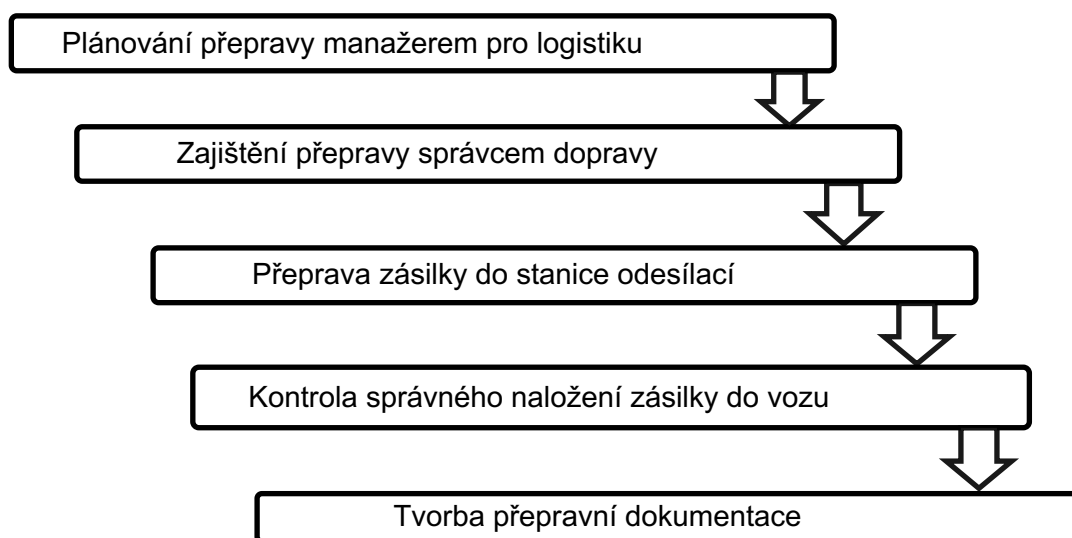 Plánování přepravy manažerem pro logistiku
Zajištění přepravy správcem dopravy
Přeprava zásilky do stanice odesílací
Kontrola správného naložení zásilky do vozu
Tvorba přepravní dokumentace